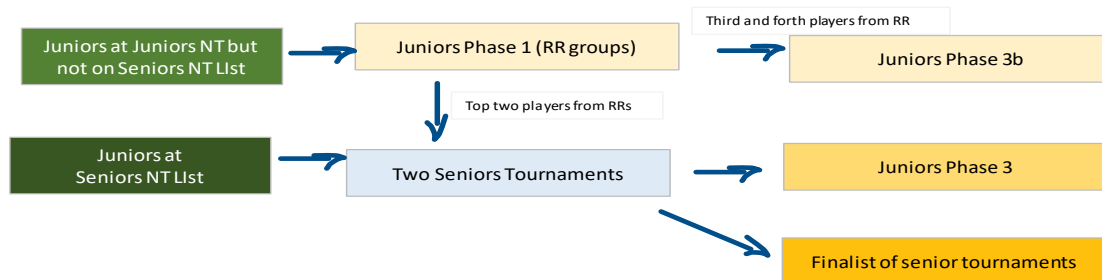 Third and forth players from RR
Juniors at Juniors NT but
not on Seniors NT LIst
Juniors Phase 1 (RR groups)
Juniors Phase 3b
Top two players from RRs
Juniors at
Seniors NT LIst
Two Seniors Tournaments
Juniors Phase 3
Finalist of senior tournaments